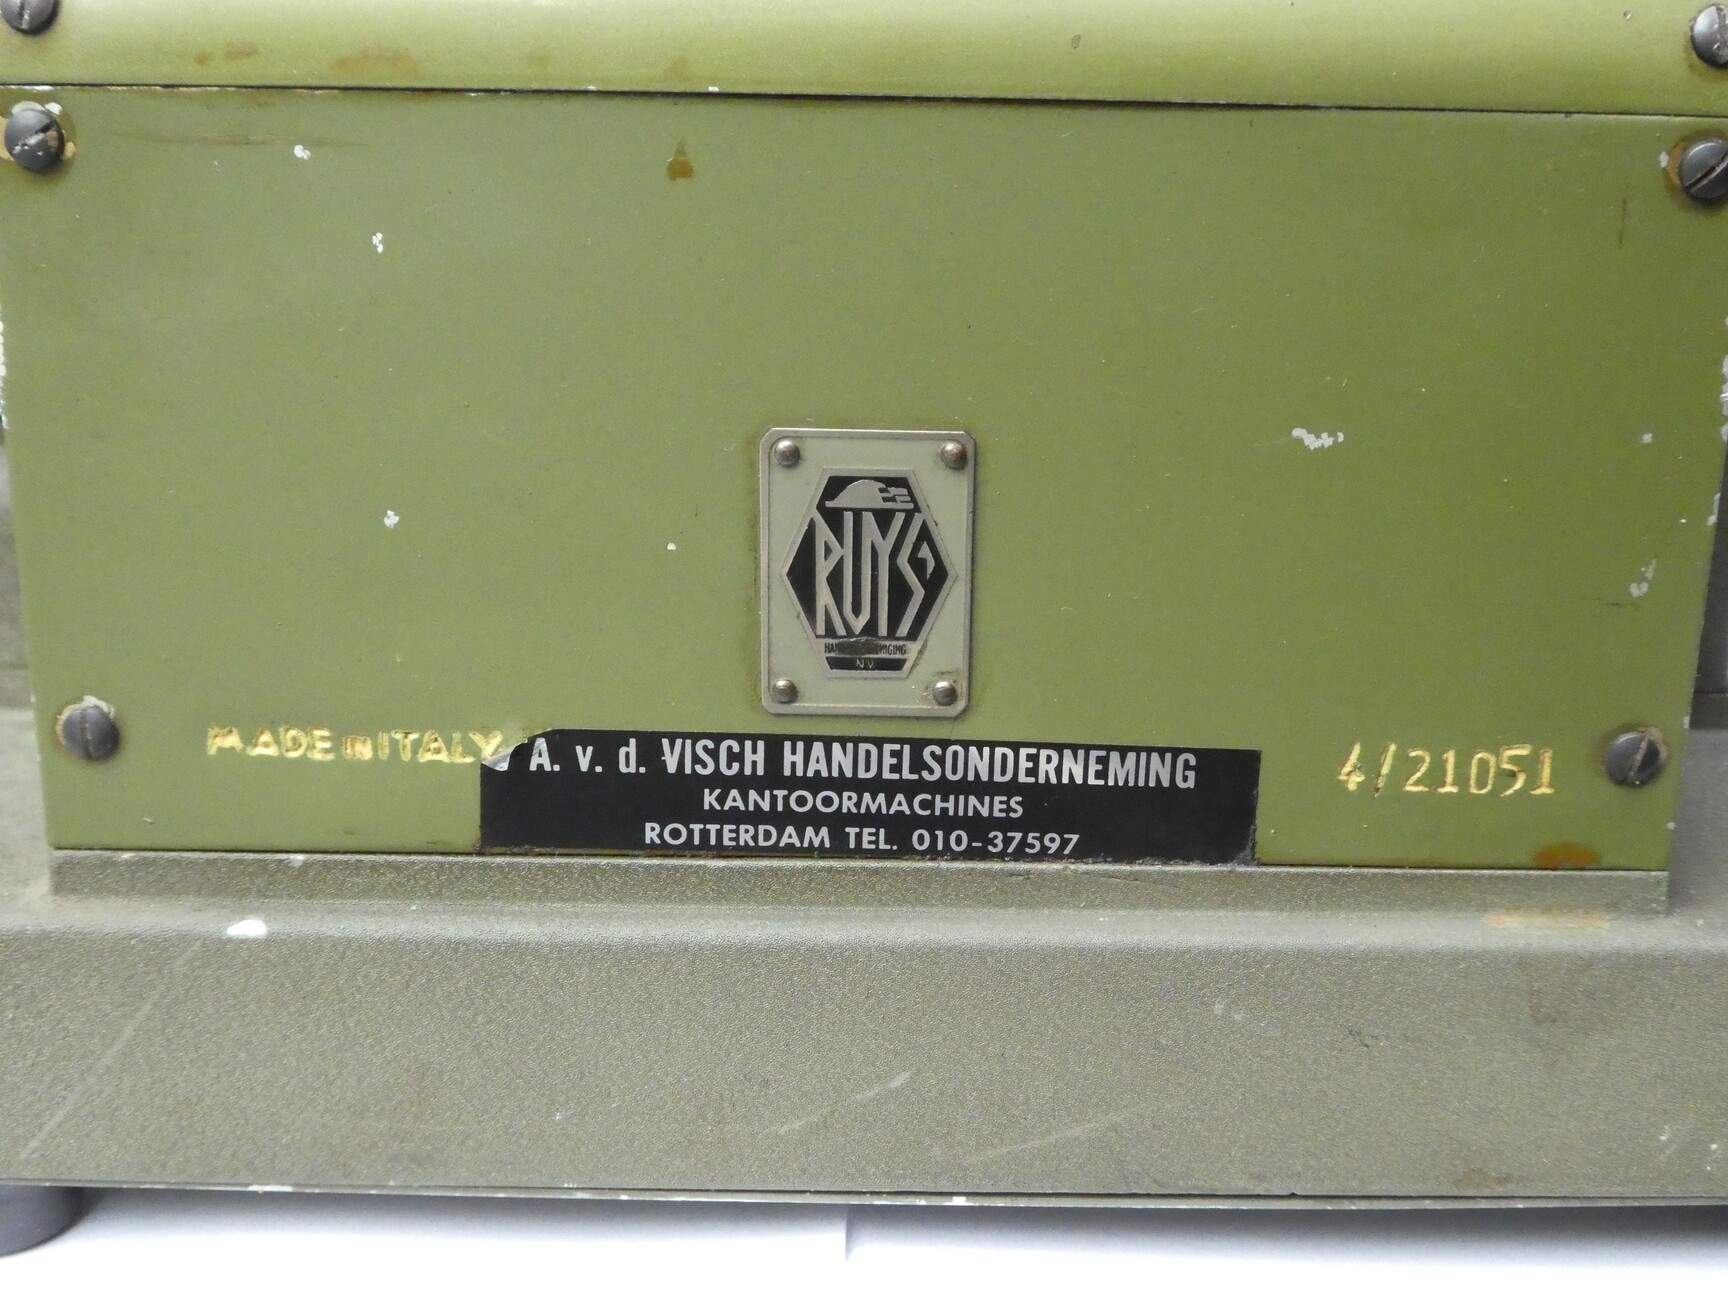 RUYS
N.V.
MADE IN ITALY
A. v. d. VISCH HANDELSONDERNEMING
KANTOORMACHINES
ROTTERDAM TEL. 010-37597
4/21051